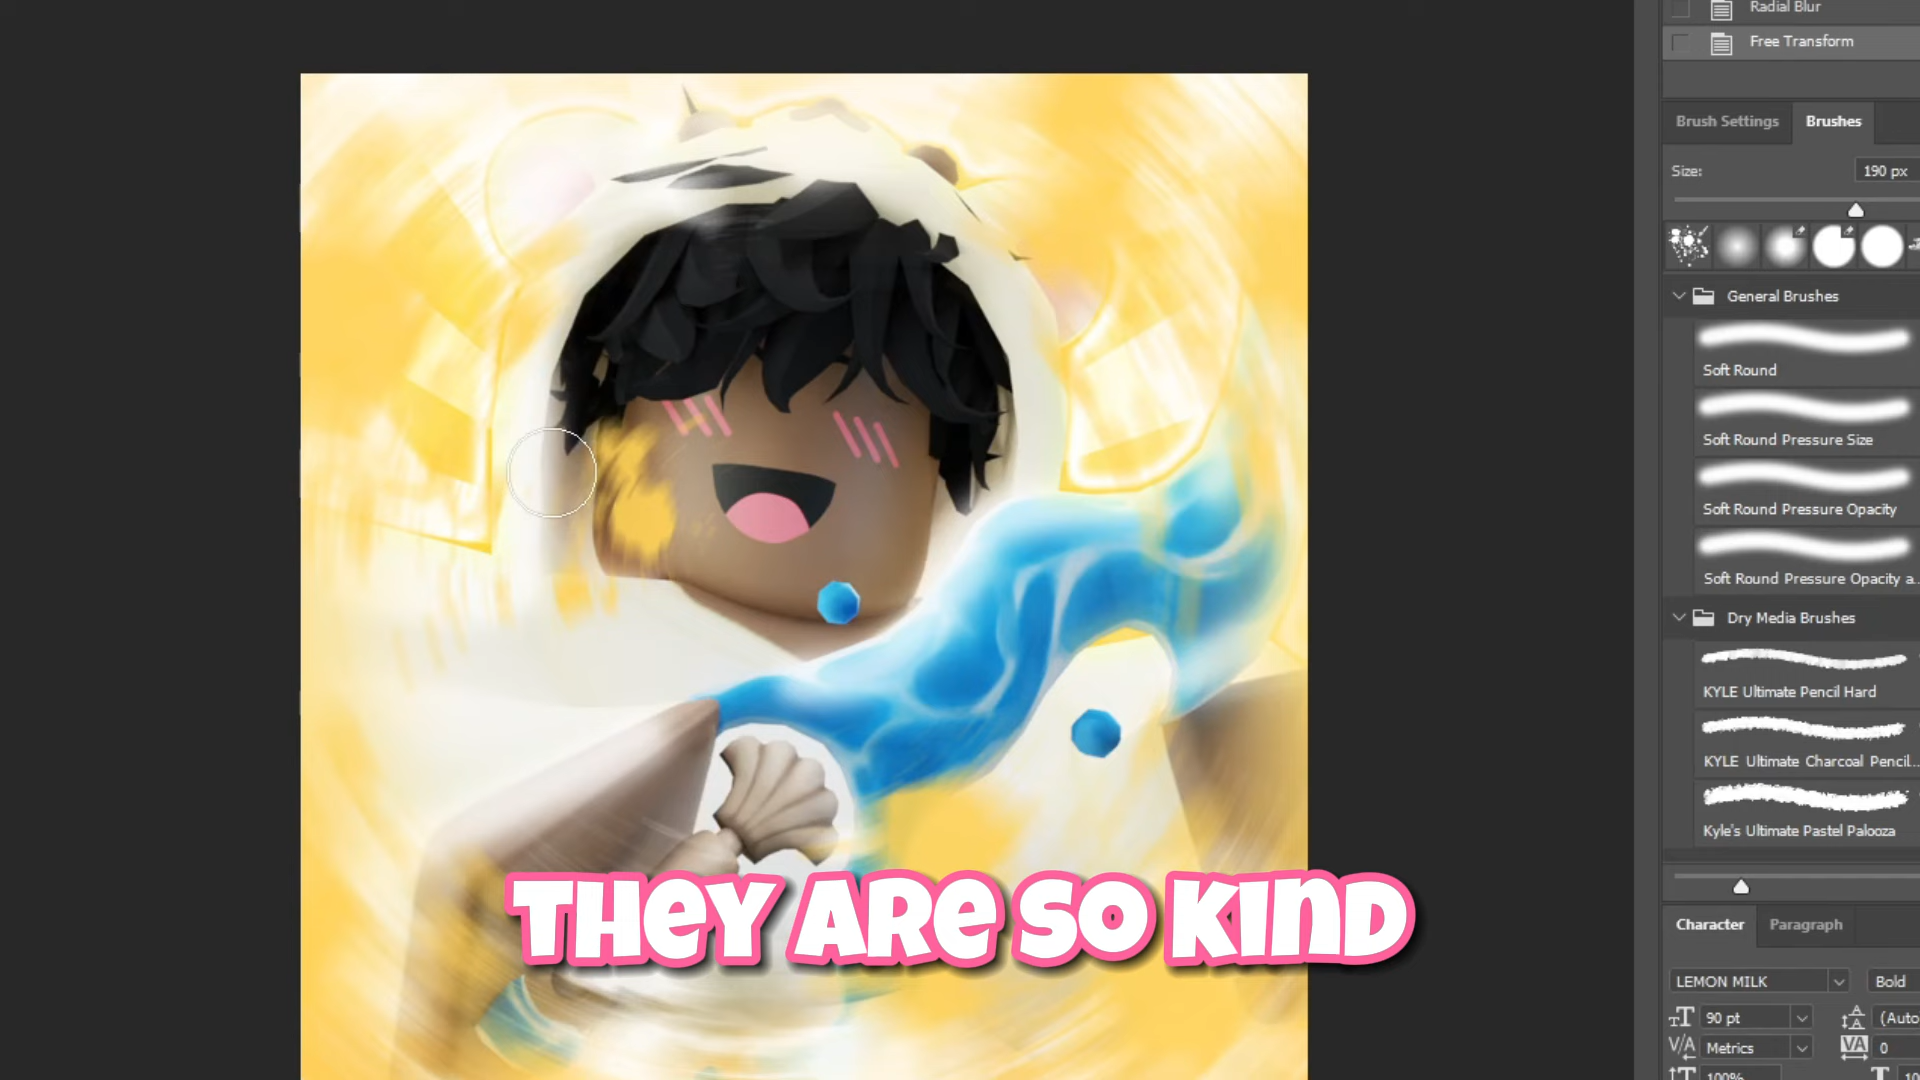 Radial Blur
Free Transform
Brush Settings
Brushes
Size:
190 px
General Brushes
Soft Round
Soft Round Pressure Size
Soft Round Pressure Opacity
Soft Round Pressure Opacity a...
Dry Media Brushes
KYLE Ultimate Pencil Hard
KYLE Ultimate Charcoal Pencil...
Kyle's Ultimate Pastel Palooza
THEY ARE SO KIND
Character
Paragraph
LEMON MILK
Bold
90 pt
(Auto
Metrics
0
100%